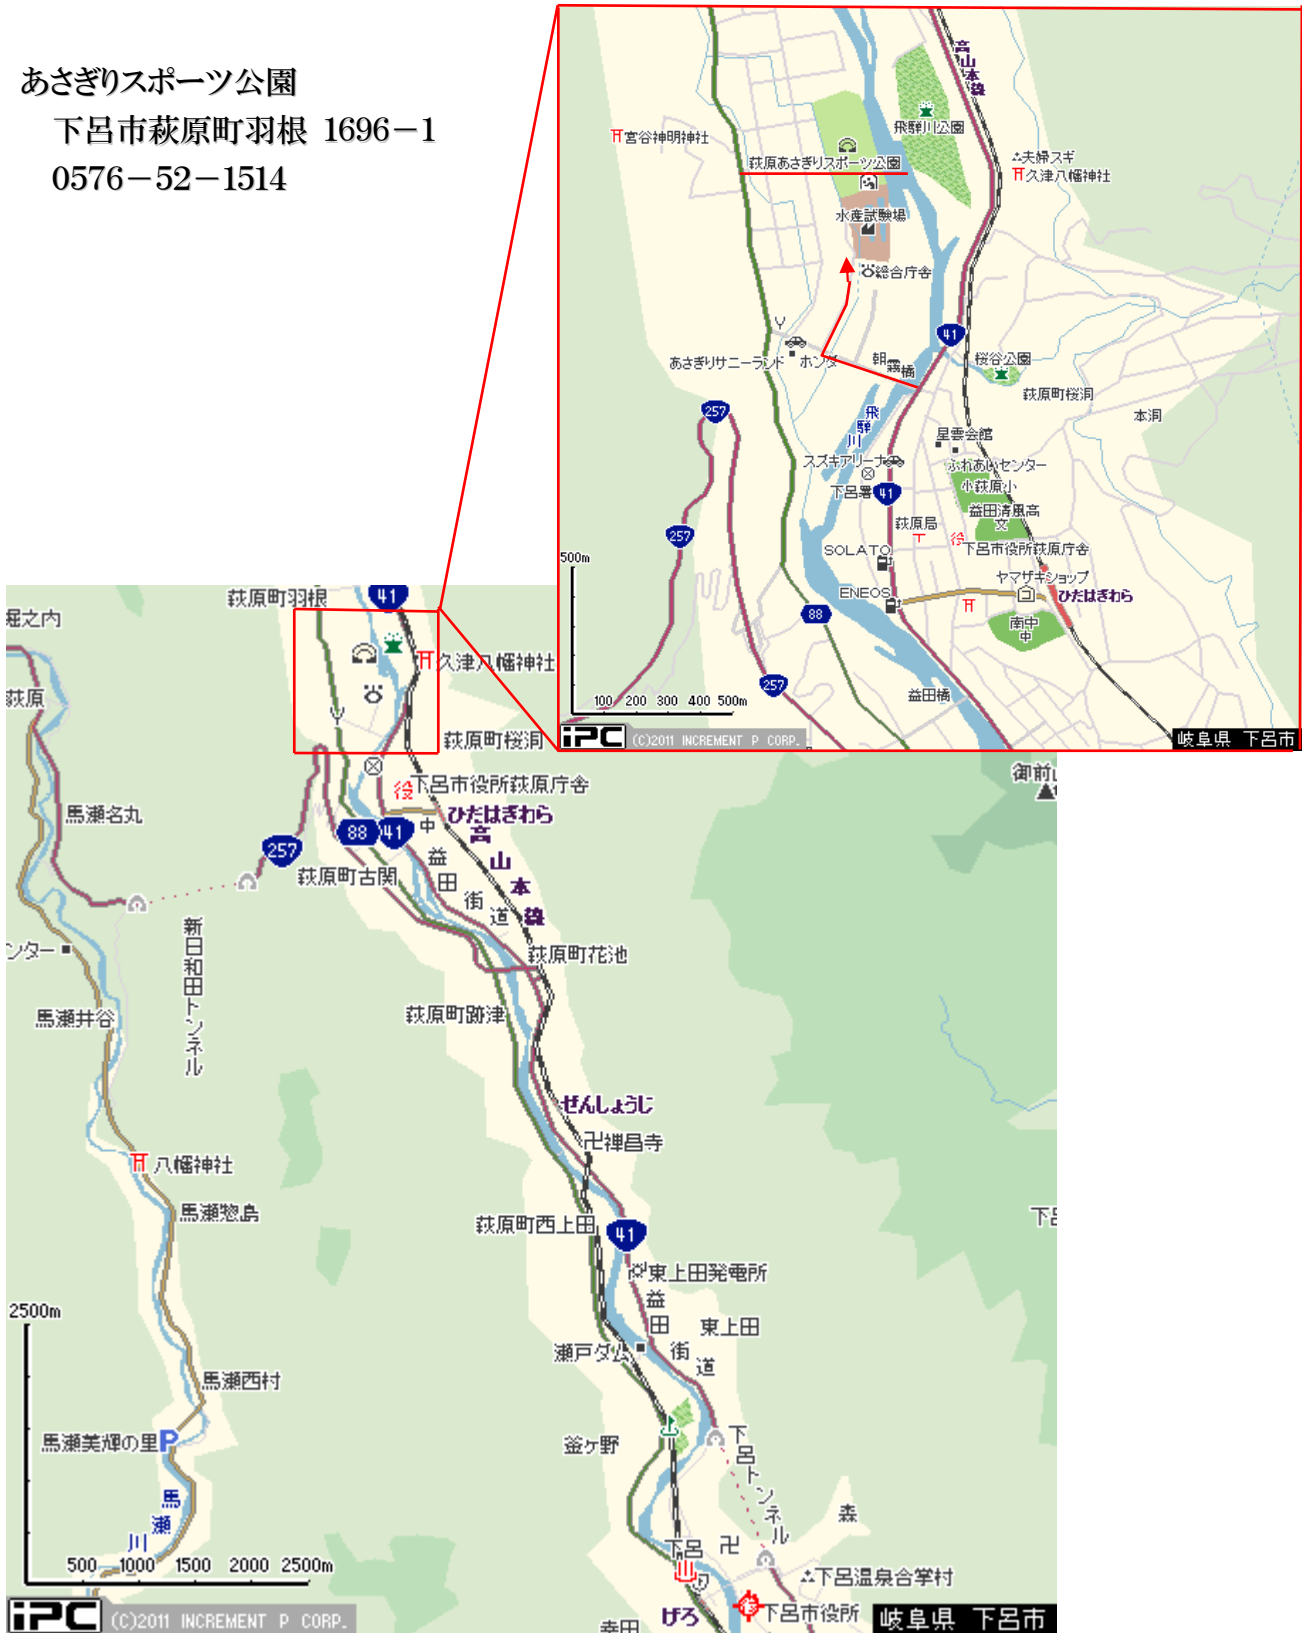 あさぎりスポーツ公園
下呂市萩原町羽根 1696－1
0576－52－1514
高山本線
飛騨川公園
宮谷神明神社
萩原あさぎりスポーツ公園
夫婦スギ
久津八幡神社
水産試験場
総合庁舎
41
あさぎりサニーランド
ホンダ
朝霧橋
桜谷公園
萩原町桜洞
本洞
257
飛騨川
星雲会館
スズキアリーナ
ふれあいセンター
下呂署
41
小萩原小
萩原局
益田清風高
文
257
役
下呂市役所萩原庁舎
SOLATO
500m
ヤマザキショップ
ENEOS
ひだはぎわら
88
南中
中
257
益田橋
100 200 300 400 500m
iPC (C)2011 INCREMENT P CORP.
岐阜県 下呂市
萩原町羽根
41
堀之内
久津八幡神社
萩原
萩原町桜洞
御前山
役
下呂市役所萩原庁舎
馬瀬名丸
ひだはぎわら
88
41
中
高山本線
257
益田街道
萩原町古関
新日和田トンネル
ンター
萩原町花池
馬瀬井谷
萩原町跡津
ぜんしょうじ
卍禅昌寺
八幡神社
馬瀬惣島
萩原町西上田
41
下呂
東上田発電所
2500m
益田街道
東上田
瀬戸ダム
馬瀬西村
馬瀬美輝の里
P
釜ヶ野
下呂トンネル
馬瀬川
森
下呂
卍
500 1000 1500 2000 2500m
下呂温泉合掌村
げろ
下呂市役所
幸田
iPC (C)2011 INCREMENT P CORP.
岐阜県 下呂市